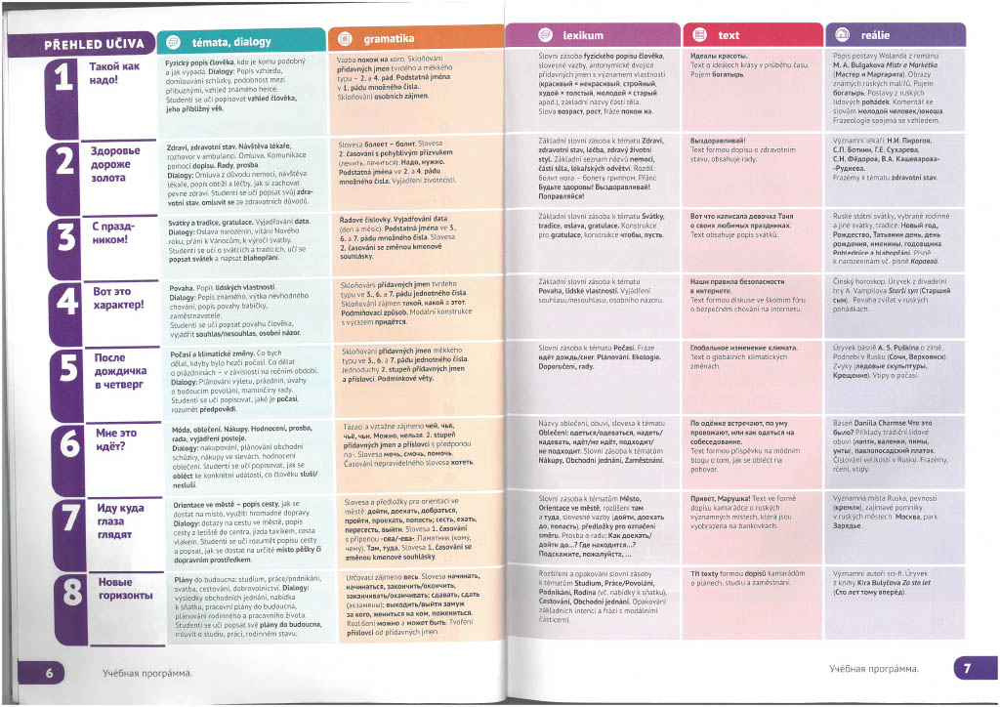 PŘEHLED UČIVA
témata, dialogy
gramatika
lexikum
text
reálie
1
Такой как
надо!
Fyzický popis člověka, kdo je komu podobný
a jak vypadá. Dialogy: Popis vzhledu,
domlouvání schůzky, podobnost mezi
příbuznými, vzhled známého herce.
Studenti se učí popisovat vzhled člověka,
jeho přibližný věk.
Vazba похож на кого. Skloňování
přídavných jmen tvrdého a měkkého
typu – 2. a 4. pád. Podstatná jména
v 1. pádu množného čísla.
Skloňování osobních zájmen.
Slovní zásoba fyzického popisu člověka,
slovesné vazby, antonymické dvojice
přídavných jmen s významem vlastnosti
(красивый × некрасивый, стройный,
худой × толстый, молодой × старый
apod.), základní názvy částí těla.
Slova возраст, рост, fráze похож на.
Идеалы красоты.
Text o ideálech krásy v průběhu času.
Pojem богатырь.
Popis postavy Wolanda z románu
M. A. Bulgakova Mistr a Markétka
(Мастер и Маргарита). Obrazy
známých ruských malířů. Pojem
богатырь. Postavy z ruských
lidových pohádek. Komentář ke
slovům молодой человек/юноша.
Frazeologie spojená se vzhledem.
2
Здоровье
дороже
золота
Zdraví, zdravotní stav. Návštěva lékaře,
rozhovor v ambulanci. Omluva. Komunikace
pomocí dopisu. Rady, prosba
Dialogy: Omluva z důvodu nemoci, návštěva
lékaře, popis obtíží a léčby, jak si zachovat
pevné zdraví. Studenti se učí popsat svůj zdra-
votní stav, omluvit se ze zdravotních důvodů.
Slovesa болеет – болит. Slovesa
2. časování s pohyblivým přízvukem
(лечить, лечиться). Надо, нужно.
Podstatná jména ve 2. a 4. pádu
množného čísla. Vyjádření životnosti.
Základní slovní zásoba k tématu Zdraví,
zdravotní stav, léčba, zdravý životní
styl. Základní seznam názvů nemocí,
částí těla, lékařských odvětví. Rozdíl:
болит нога – болеть гриппом. Přání:
Будьте здоровы! Выздоравливай!
Поправляйся!
Выздоравливай!
Text formou dopisu o zdravotním
stavu, obsahuje rady.
Významní lékaři: Н.И. Пирогов,
С.П. Боткин, Г.Е. Сухарева,
С.Н. Фёдоров, В.А. Кашеварова-
-Руднева.
Frazémy k tématu zdravotní stav.
3
С празд-
ником!
Svátky a tradice, gratulace. Vyjadřování data.
Dialogy: Oslava narozenin, vítání Nového
roku, přání k Vánocům, k výročí svatby.
Studenti se učí o svátcích a tradicích, učí se
popsat svátek a napsat blahopřání.
Řadové číslovky. Vyjadřování data
(den a měsíc). Podstatná jména ve 3.,
6. a 7. pádu množného čísla. Slovesa
2. časování se změnou kmenové
souhlásky.
Základní slovní zásoba k tématu Svátky,
tradice, oslava, gratulace. Konstrukce
pro gratulaci, konstrukce чтобы, пусть.
Вот что написала девочка Таня
о своих любимых праздниках.
Text obsahuje popis svátků.
Ruské státní svátky, vybrané rodinné
a jiné svátky, tradice: Новый год,
Рождество, Татьянин день, день
рождения, именины, годовщина.
Pohlednice a blahopřání. Písně
k narozeninám vč. písně Каравай.
4
Вот это
характер!
Povaha. Popis lidských vlastností.
Dialogy: Popis známého, výtka nevhodného
chování, popis povahy babičky,
zaměstnavatele.
Studenti se učí popsat povahu člověka,
vyjádřit souhlas/nesouhlas, osobní názor.
Skloňování přídavných jmen tvrdého
typu ve 3., 6. a 7. pádu jednotného čísla.
Skloňování zájmen такой, какой a этот.
Podmiňovací způsob. Modální konstrukce
s výrazem придётся.
Základní slovní zásoba k tématu
Povaha, lidské vlastnosti. Vyjádření
souhlasu/nesouhlasu, osobního názoru.
Наши правила безопасности
в интернете.
Text formou diskuse ve školním fóru
o bezpečném chování na internetu.
Čínský horoskop. Úryvek z divadelní
hry A. Vampilova Starší syn (Старший
сын). Povaha zvířat v ruských
pohádkách.
5
После
дождичка
в четверг
Počasí a klimatické změny. Co bych
dělal, kdyby bylo hezčí počasí. Co dělat
o prázdninách – v závislosti na ročním období.
Dialogy: Plánování výletu, prázdnin, úvahy
o budoucím povolání, maminčiny rady.
Studenti se učí popisovat, jaké je počasí,
rozumět předpovědi.
Skloňování přídavných jmen měkkého
typu ve 3., 6. a 7. pádu jednotného čísla.
Jednoduchý 2. stupeň přídavných jmen
a příslovcí. Podmínkové věty.
Slovní zásoba k tématu Počasí. Fráze
идёт дождь/снег. Plánování. Ekologie.
Doporučení, rady.
Глобальное изменение климата.
Text o globálních klimatických
změnách.
Úryvek básně A. S. Puškina o zimě.
Podnebí v Rusku (Сочи, Верхоянск).
Zvyky (ледовые скульптуры,
Крещение). Vtipy o počasí.
6
Мне это
идёт?
Móda, oblečení. Nákupy. Hodnocení, prosba,
rada, vyjádření postoje.
Dialogy: nakupování, plánování obchodní
schůzky, nákup ve slevách, hodnocení
oblečení. Studenti se učí popisovat, jak se
obléct ke konkrétní události, co člověku sluší/
nesluší.
Tázací a vztažné zájmeno чей, чья,
чьё, чьи. Можно, нельзя. 2. stupeň
přídavných jmen a příslovcí s předponou
по-. Slovesa мочь, смочь, помочь.
Časování nepravidelného slovesa хотеть.
Názvy oblečení, obuvi, slovesa k tématu
Oblečení: одеться/одеваться, надеть/
надевать, идёт/не идёт, подходит/
не подходит. Slovní zásoba k tématům
Nákupy, Obchodní jednání, Zaměstnání.
По одёжке встречают, по уму
провожают, или как одеться на
собеседование.
Text formou příspěvku na módním
blogu o tom, jak se obléct na
pohovor.
Báseň Daniila Charmse Что это
было? Příklady tradiční lidové
obuvi (лапти, валенки, пимы,
унты), павлопосадский платок.
Číslování velikostí v Rusku. Frazémy,
rčení, vtipy.
7
Иду куда
глаза
глядят
Orientace ve městě – popis cesty, jak se
dostat na místo, využití hromadné dopravy.
Dialogy: dotazy na cestu ve městě, popis
cesty z letiště do centra, jízda taxíkem, cesta
vlakem. Studenti se učí rozumět popisu cesty
a popsat, jak se dostat na určité místo pěšky či
dopravním prostředkem.
Slovesa a předložky pro orientaci ve
městě: дойти, доехать, добраться,
пройти, проехать, попасть; сесть, ехать,
пересесть, выйти. Slovesa 1. časování
s příponou -ова/-ева-. Памятник (кому,
чему). Там, туда. Slovesa 1. časování se
změnou kmenové souhlásky.
Slovní zásoba k tématům Město,
Orientace ve městě, rozlišení там
a туда, slovesné vazby (дойти, доехать
до, попасть), předložky pro označení
směru. Prosba o radu: Как доехать/
дойти до...? Где находится...?
Подскажите, пожалуйста, ...
Привет, Марушка! Text ve formě
dopisu kamarádce o ruských
významných místech, která jsou
vyobrazena na bankovkách.
Významná místa Ruska, pevnosti
(кремли), zajímavé pomníky
v ruských městech. Москва, park
Зарядье.
8
Новые
горизонты
Plány do budoucna: studium, práce/podnikání,
svatba, cestování, dobrovolnictví. Dialogy:
výsledky obchodních jednání, nabídka
k sňatku, pracovní plány do budoucna,
plánování rodinného a pracovního života.
Studenti se učí popsat své plány do budoucna,
mluvit o studiu, práci, rodinném stavu.
Určovací zájmeno весь. Slovesa начинать,
начинаться, закончить/окончить,
заканчивать/оканчивать; сдавать, сдать
(экзамены); выходить/выйти замуж
за кого, жениться на ком, пожениться.
Rozlišení можно a может быть. Tvoření
příslovcí od přídavných jmen.
Rozšíření a opakování slovní zásoby
k tématům Studium, Práce/Povolání,
Podnikání, Rodina (vč. nabídky k sňatku),
Cestování, Obchodní jednání. Opakování
základních intencí a frází s modálními
částicemi.
Tři texty formou dopisů kamarádům
o plánech, studiu a zaměstnání.
Významní autoři sci-fi. Úryvek
z knihy Kira Bulyčova Za sto let
(Сто лет тому вперёд).
6
Уче́бная програ́мма.
Уче́бная програ́мма.
7